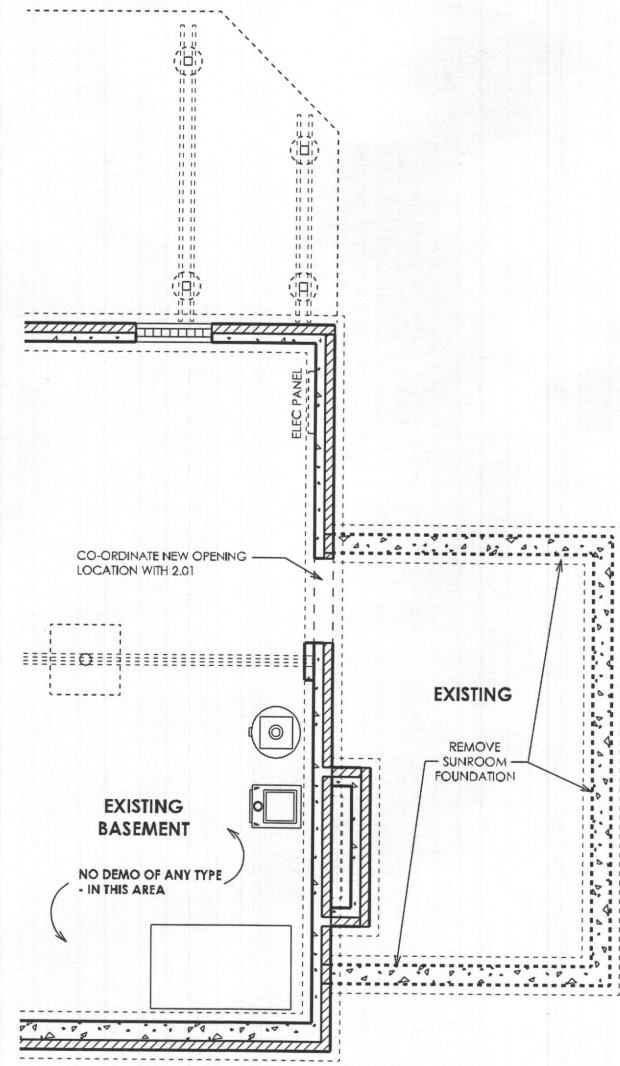 ELEC PANEL
CO-ORDINATE NEW OPENING
LOCATION WITH 2.01
EXISTING
REMOVE
SUNROOM
FOUNDATION
EXISTING
BASEMENT
NO DEMO OF ANY TYPE
- IN THIS AREA